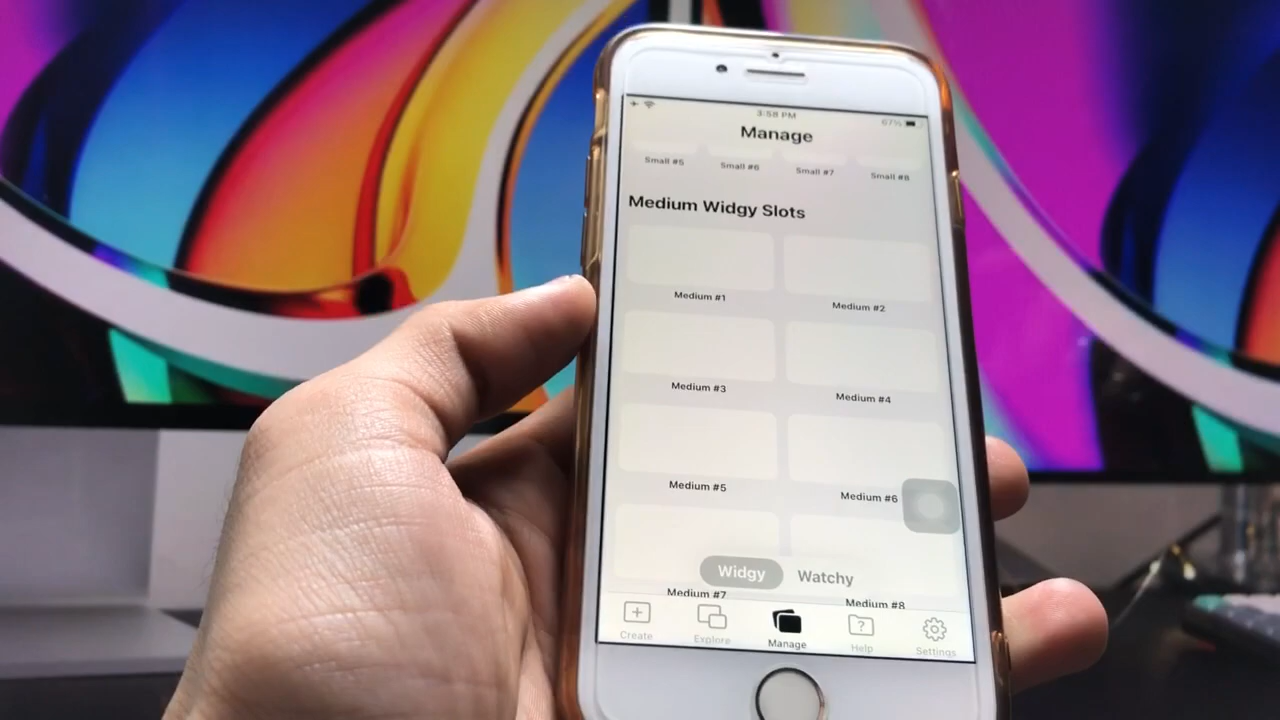 3:58 PM
67%
Manage
Small #5 Small #6 Small #7 Small #8
Medium Widgy Slots
Medium #1 Medium #2
Medium #3 Medium #4
Medium #5 Medium #6
Widgy Watchy
Medium #7 Medium #8
Create Explore Manage Help Settings